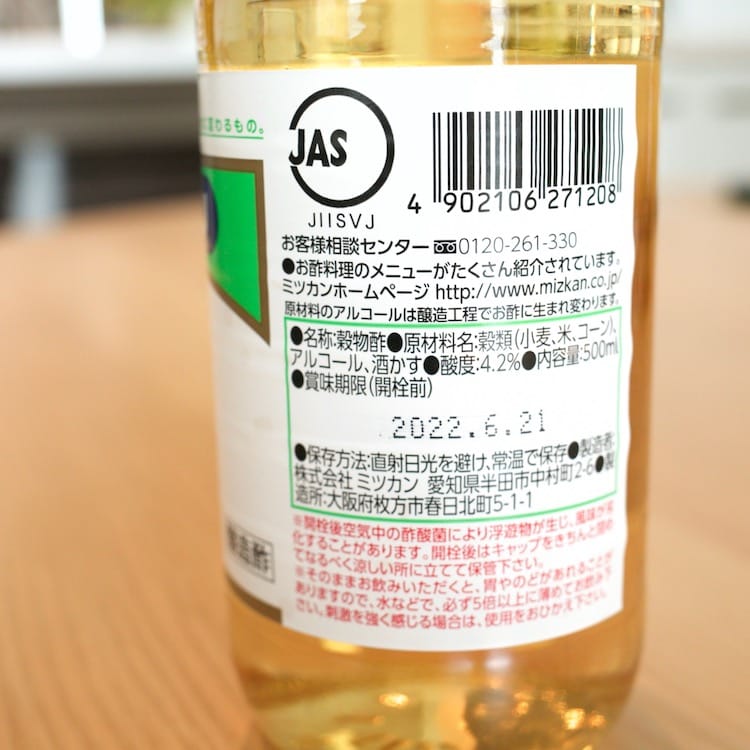 わるもの。
JAS
JIISVJ
4 902106 271208
お客様相談センター 0120-261-330
●お酢料理のメニューがたくさん紹介されています。
ミツカンホームページ http://www.mizkan.co.jp/
原材料のアルコールは醸造工程でお酢に生まれ変わります。
●名称:穀物酢●原材料名:穀類(小麦、米、コーン)、
アルコール、酒かす●酸度:4.2%●内容量:500mL
●賞味期限(開栓前)
2022.6.21
●保存方法:直射日光を避け、常温で保存●製造者:
株式会社 ミツカン 愛知県半田市中村町2-6●製
造所:大阪府枚方市春日北町5-1-1
※開栓後空気中の酢酸菌により浮遊物が生じ、風味が劣
化することがあります。開栓後はキャップをきちんと閉め
てなるべく涼しい所に立てて保管下さい。
※そのままお飲みいただくと、胃やのどがあれることが
ありますので、水などで、必ず5倍以上に薄めてお飲み下
さい。刺激を強く感じる場合は、使用をおひかえ下さい。
造酢